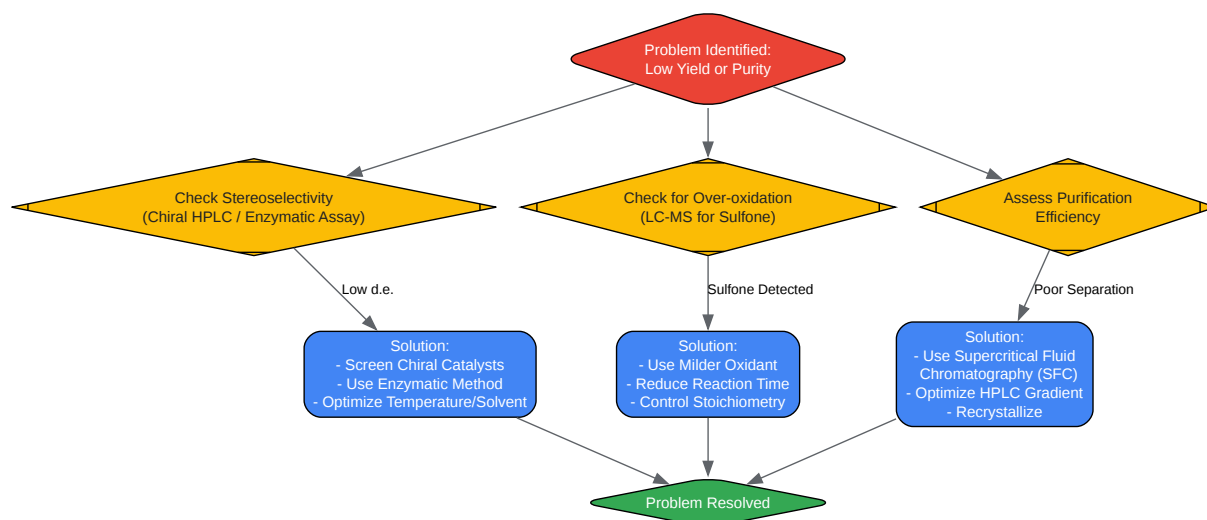 Problem Identified:
Low Yield or Purity
Check Stereoselectivity
(Chiral HPLC / Enzymatic Assay)
Check for Over-oxidation
(LC-MS for Sulfone)
Assess Purification
Efficiency
Low d.e.
Sulfone Detected
Poor Separation
Solution:
- Screen Chiral Catalysts
- Use Enzymatic Method
- Optimize Temperature/Solvent
Solution:
- Use Milder Oxidant
- Reduce Reaction Time
- Control Stoichiometry
Solution:
- Use Supercritical Fluid
Chromatography (SFC)
- Optimize HPLC Gradient
- Recrystallize
Problem Resolved